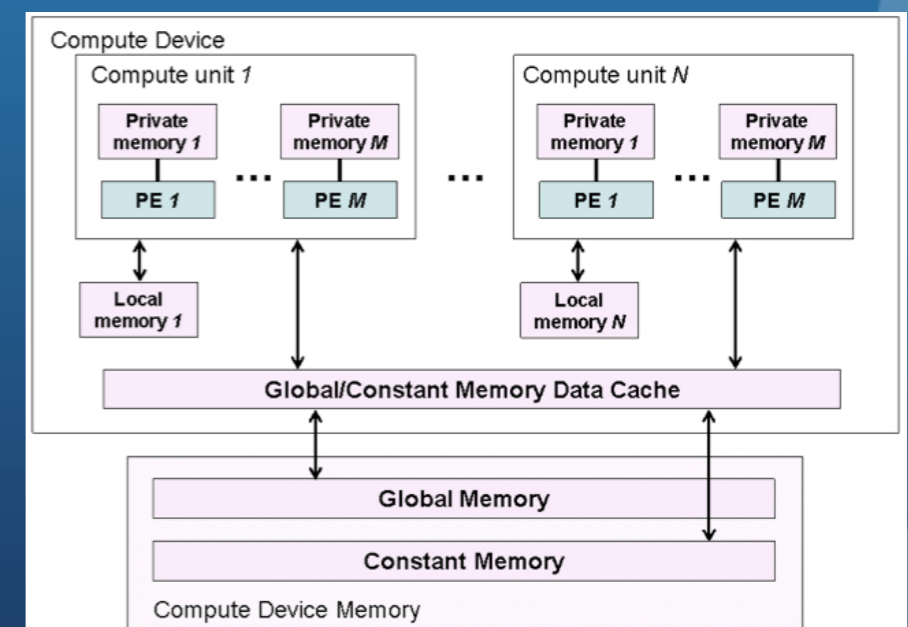 Compute Device
Compute unit 1
Compute unit N
Private
memory 1
Private
memory M
Private
memory 1
Private
memory M
...
...
...
PE 1
PE M
PE 1
PE M
Local
memory 1
Local
memory N
Global/Constant Memory Data Cache
Global Memory
Constant Memory
Compute Device Memory